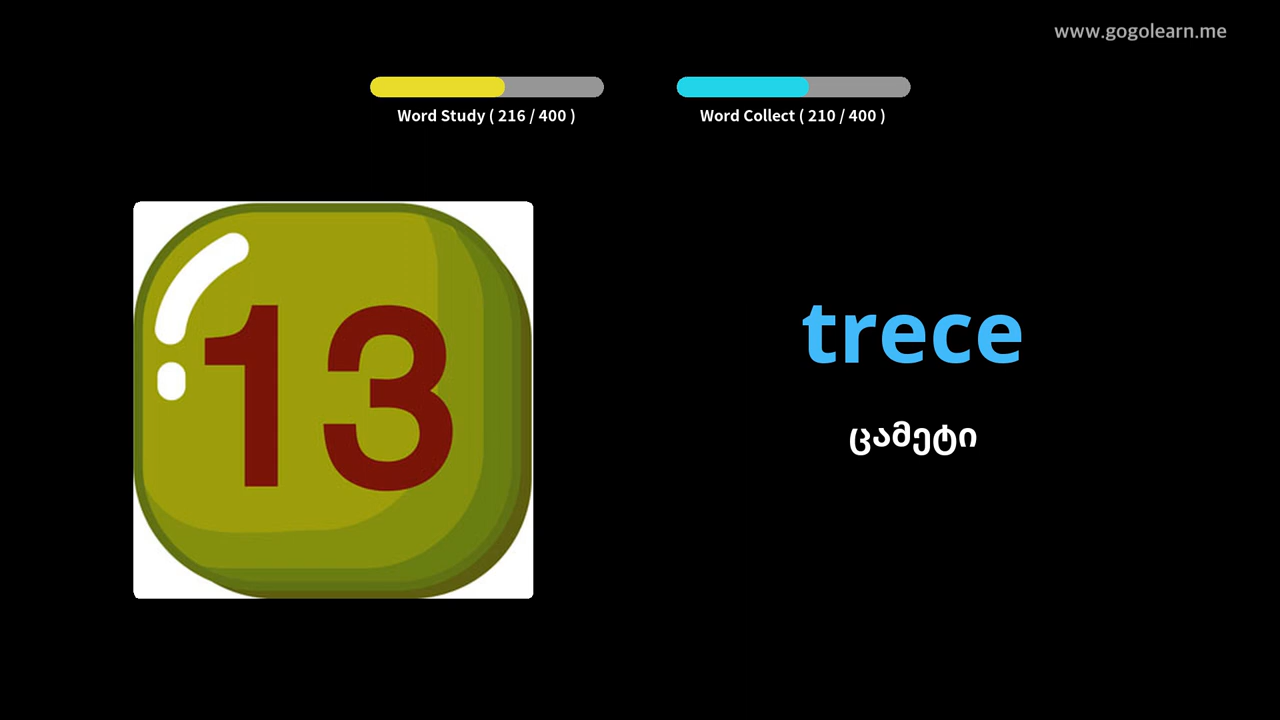 www.gogolearn.me
Word Study ( 216 / 400 )
Word Collect ( 210 / 400 )
13
trece
ცამეტი